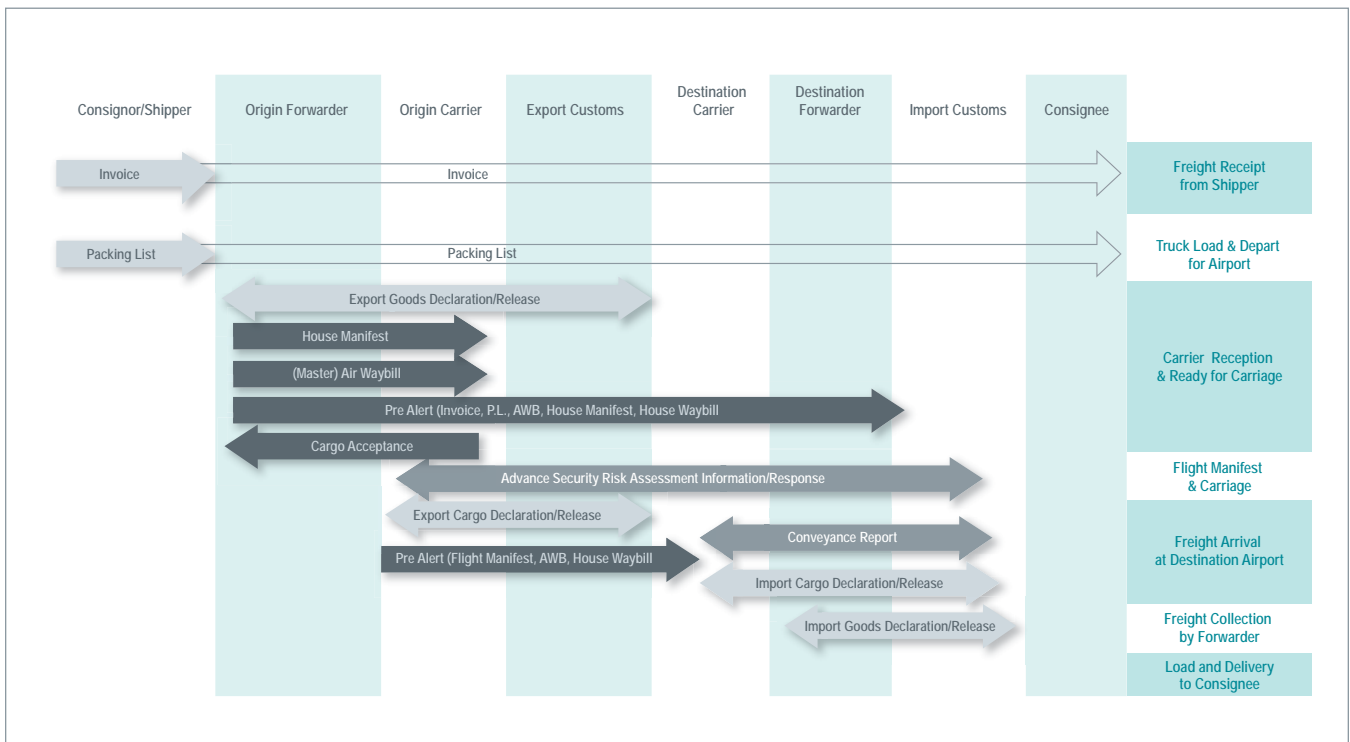 Consignor/Shipper
Origin Forwarder
Origin Carrier
Export Customs
Destination
Carrier
Destination
Forwarder
Import Customs
Consignee
Invoice
Invoice
Freight Receipt
from Shipper
Packing List
Packing List
Truck Load & Depart
for Airport
Export Goods Declaration/Release
House Manifest
(Master) Air Waybill
Pre Alert (Invoice, P.L., AWB, House Manifest, House Waybill
Cargo Acceptance
Carrier Reception
& Ready for Carriage
Advance Security Risk Assessment Information/Response
Flight Manifest
& Carriage
Export Cargo Declaration/Release
Conveyance Report
Pre Alert (Flight Manifest, AWB, House Waybill
Import Cargo Declaration/Release
Freight Arrival
at Destination Airport
Import Goods Declaration/Release
Freight Collection
by Forwarder
Load and Delivery
to Consignee